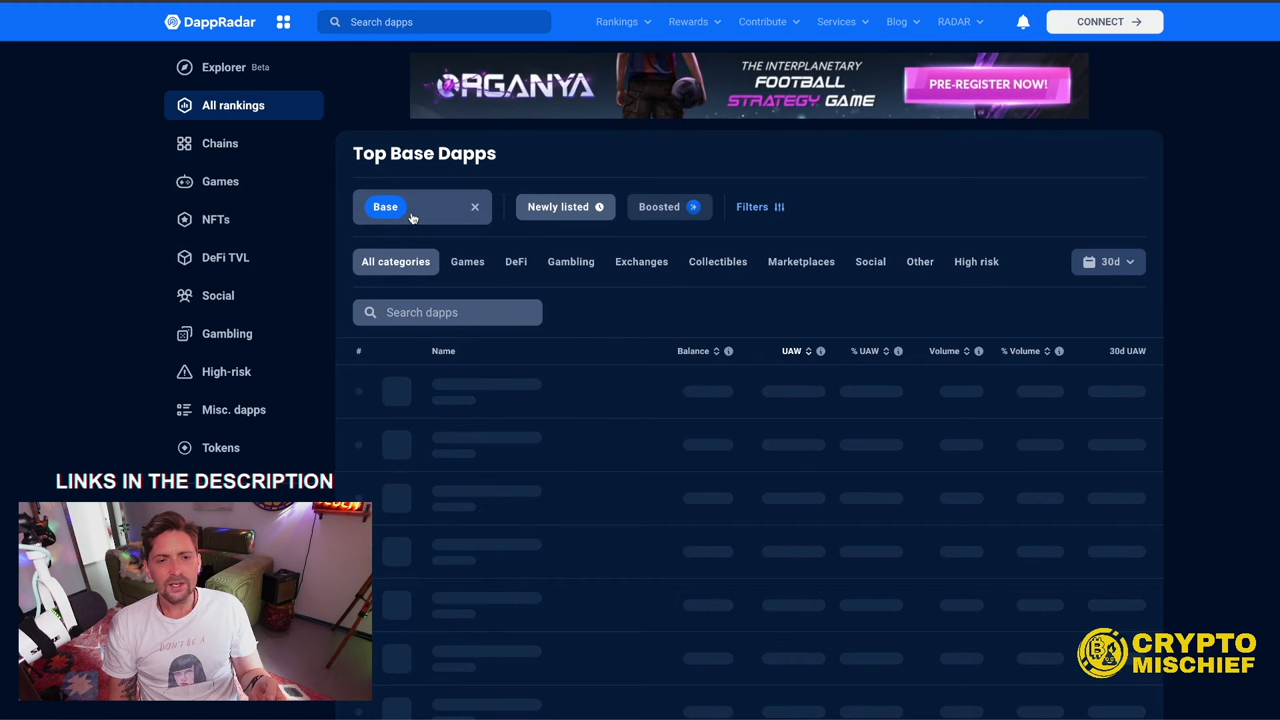 DappRadar
Search dapps
Rankings
Rewards
Contribute
Services
Blog
RADAR
CONNECT
Explorer Beta
All rankings
Chains
Games
NFTs
DeFi TVL
Social
Gambling
High-risk
Misc. dapps
Tokens
ORGANYA
THE INTERPLANETARY
FOOTBALL
STRATEGY GAME
PRE-REGISTER NOW!
Top Base Dapps
Base
Newly listed
Boosted
Filters
All categories
Games
DeFi
Gambling
Exchanges
Collectibles
Marketplaces
Social
Other
High risk
30d
Search dapps
# Name Balance UAW % UAW Volume % Volume 30d UAW
LINKS IN THE DESCRIPTION
DON'T BE A
CRYPTO
MISCHIEF